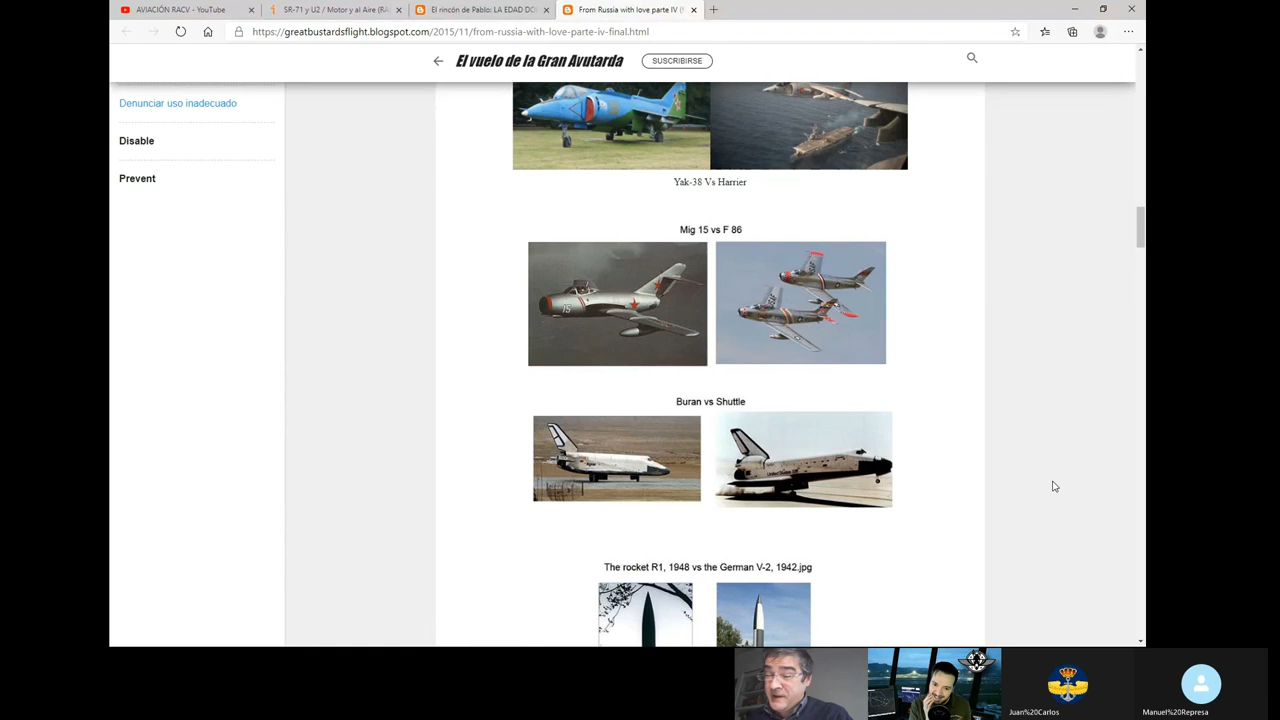 AVIACIÓN RACV - YouTube
SR-71 y U2 / Motor y al Aire (RA
El rincón de Pablo: LA EDAD DO
From Russia with love parte IV (f
https://greatbustardsflight.blogspot.com/2015/11/from-russia-with-love-parte-iv-final.html
El vuelo de la Gran Avutarda
SUSCRIBIRSE
Denunciar uso inadecuado
Disable
Prevent
Yak-38 Vs Harrier
Mig 15 vs F 86
15
Buran vs Shuttle
The rocket R1, 1948 vs the German V-2, 1942.jpg
Juan%20Carlos
Manuel%20Represa